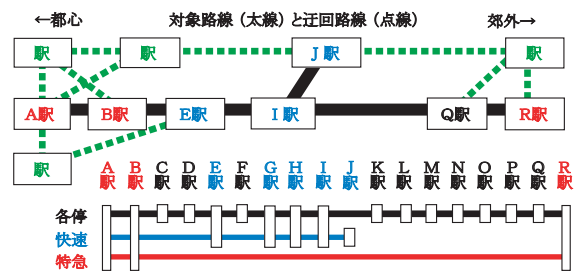 ←都心 対象路線（太線）と迂回路線（点線） 郊外→
駅 駅 J駅 駅
A駅 B駅 E駅 I駅 Q駅 R駅
駅
A駅 B駅 C駅 D駅 E駅 F駅 G駅 H駅 I駅 J駅 K駅 L駅 M駅 N駅 O駅 P駅 Q駅 R駅
各停
快速
特急